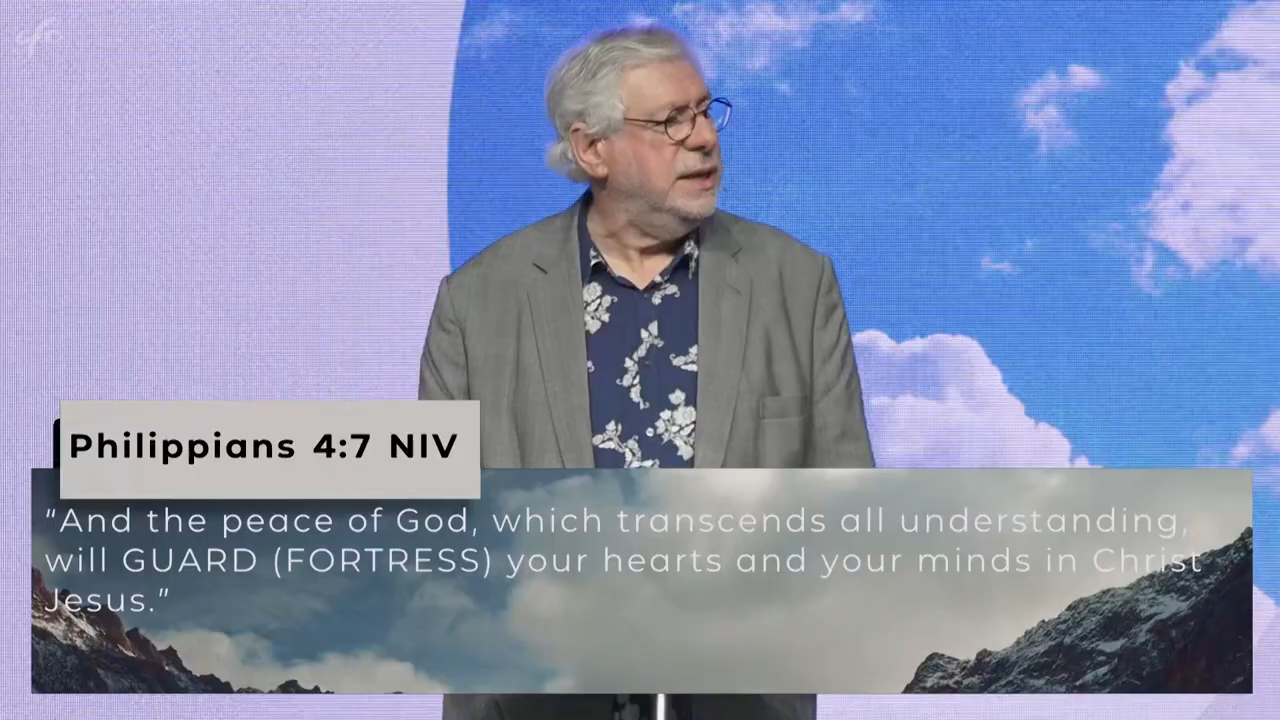 cfc
Philippians 4:7 NIV
“And the peace of God, which transcends all understanding,
will GUARD (FORTRESS) your hearts and your minds in Christ
Jesus.”